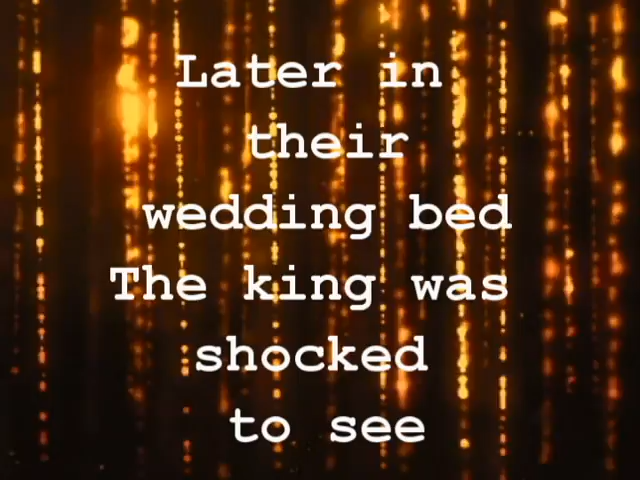 Later in
their
wedding bed
The king was
shocked
to see